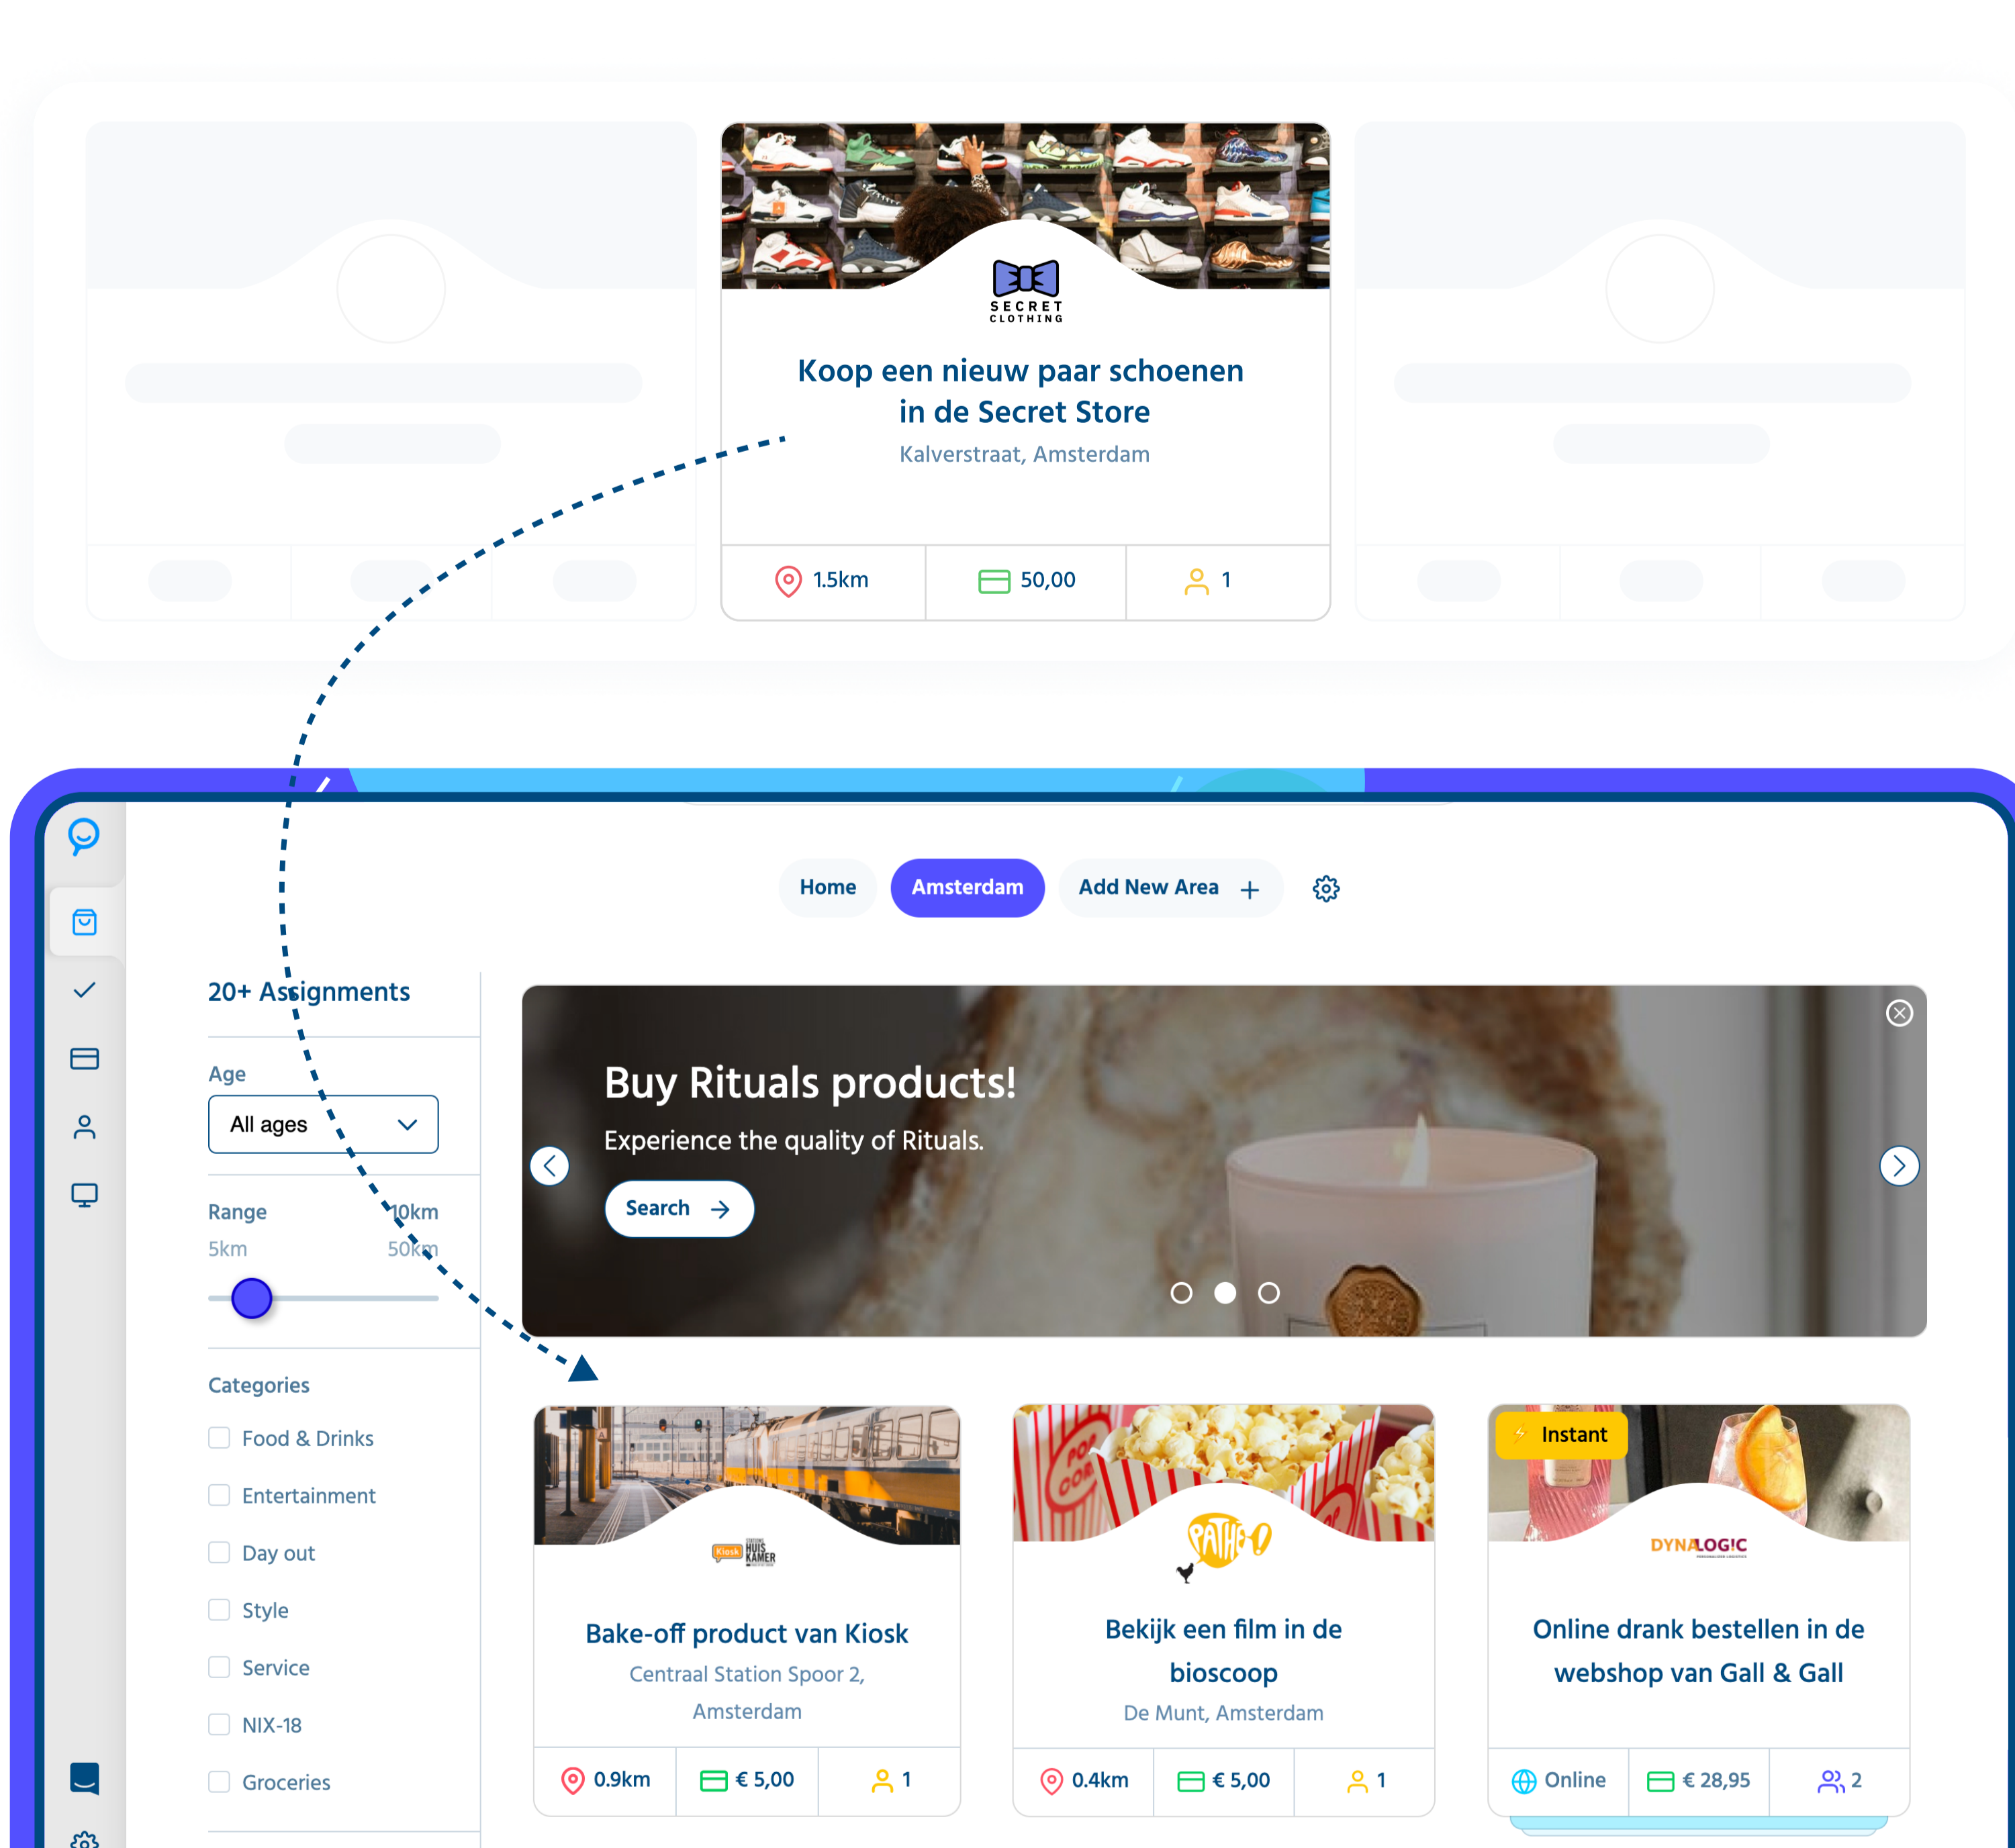 SECRET
CLOTHING
Koop een nieuw paar schoenen
in de Secret Store
Kalverstraat, Amsterdam
1.5km
50,00
1
Home
Amsterdam
Add New Area
20+ Assignments
Age
All ages
Range
10km
5km
50km
Categories
Food & Drinks
Entertainment
Day out
Style
Service
NIX-18
Groceries
Buy Rituals products!
Experience the quality of Rituals.
Search
Kiosk
HUIS
KAMER
Bake-off product van Kiosk
Centraal Station Spoor 2,
Amsterdam
0.9km
€ 5,00
1
POP
PATHE!
Bekijk een film in de
bioscoop
De Munt, Amsterdam
0.4km
€ 5,00
1
Instant
DYNALOGIC
Online drank bestellen in de
webshop van Gall & Gall
Online
€ 28,95
2